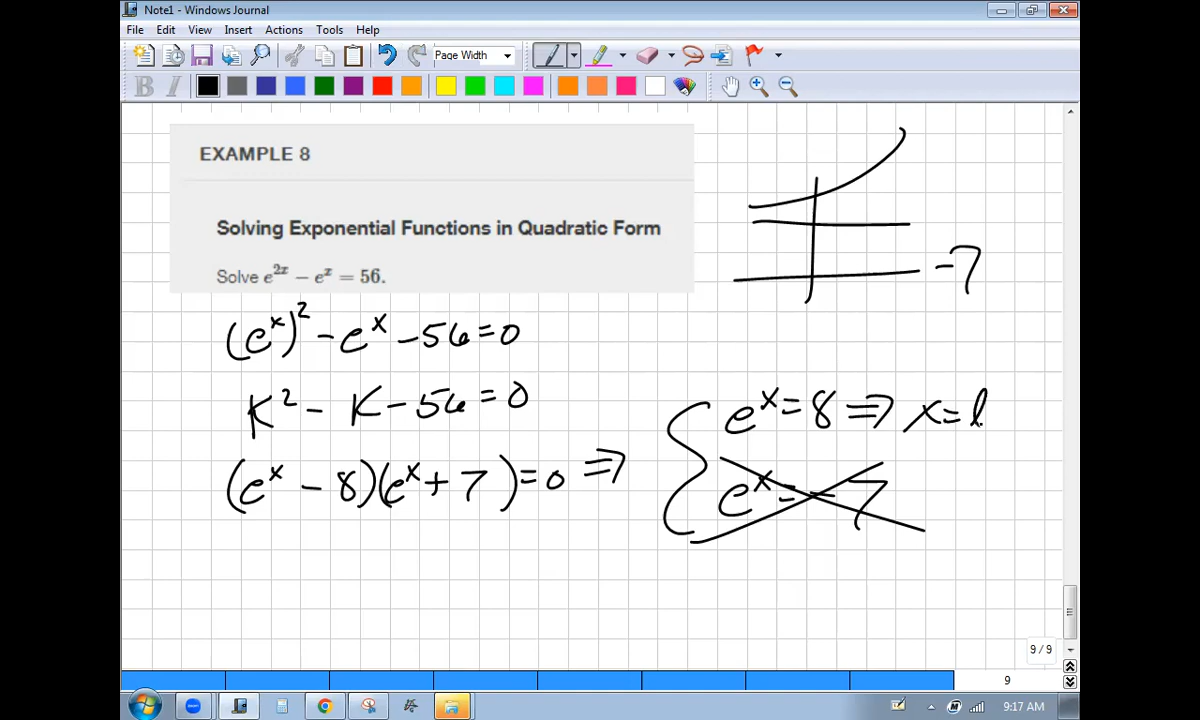 Note1 - Windows Journal
File Edit View Insert Actions Tools Help
Page Width
B I
EXAMPLE 8
Solving Exponential Functions in Quadratic Form
Solve e^{2x} − e^x = 56.
-7
(e^x)^2 - e^x - 56 = 0
K^2 - K - 56 = 0
(e^x - 8)(e^x + 7) = 0 ⇒
e^x = 8 ⇒ x = l
e^x = -7
9 / 9
9
9:17 AM